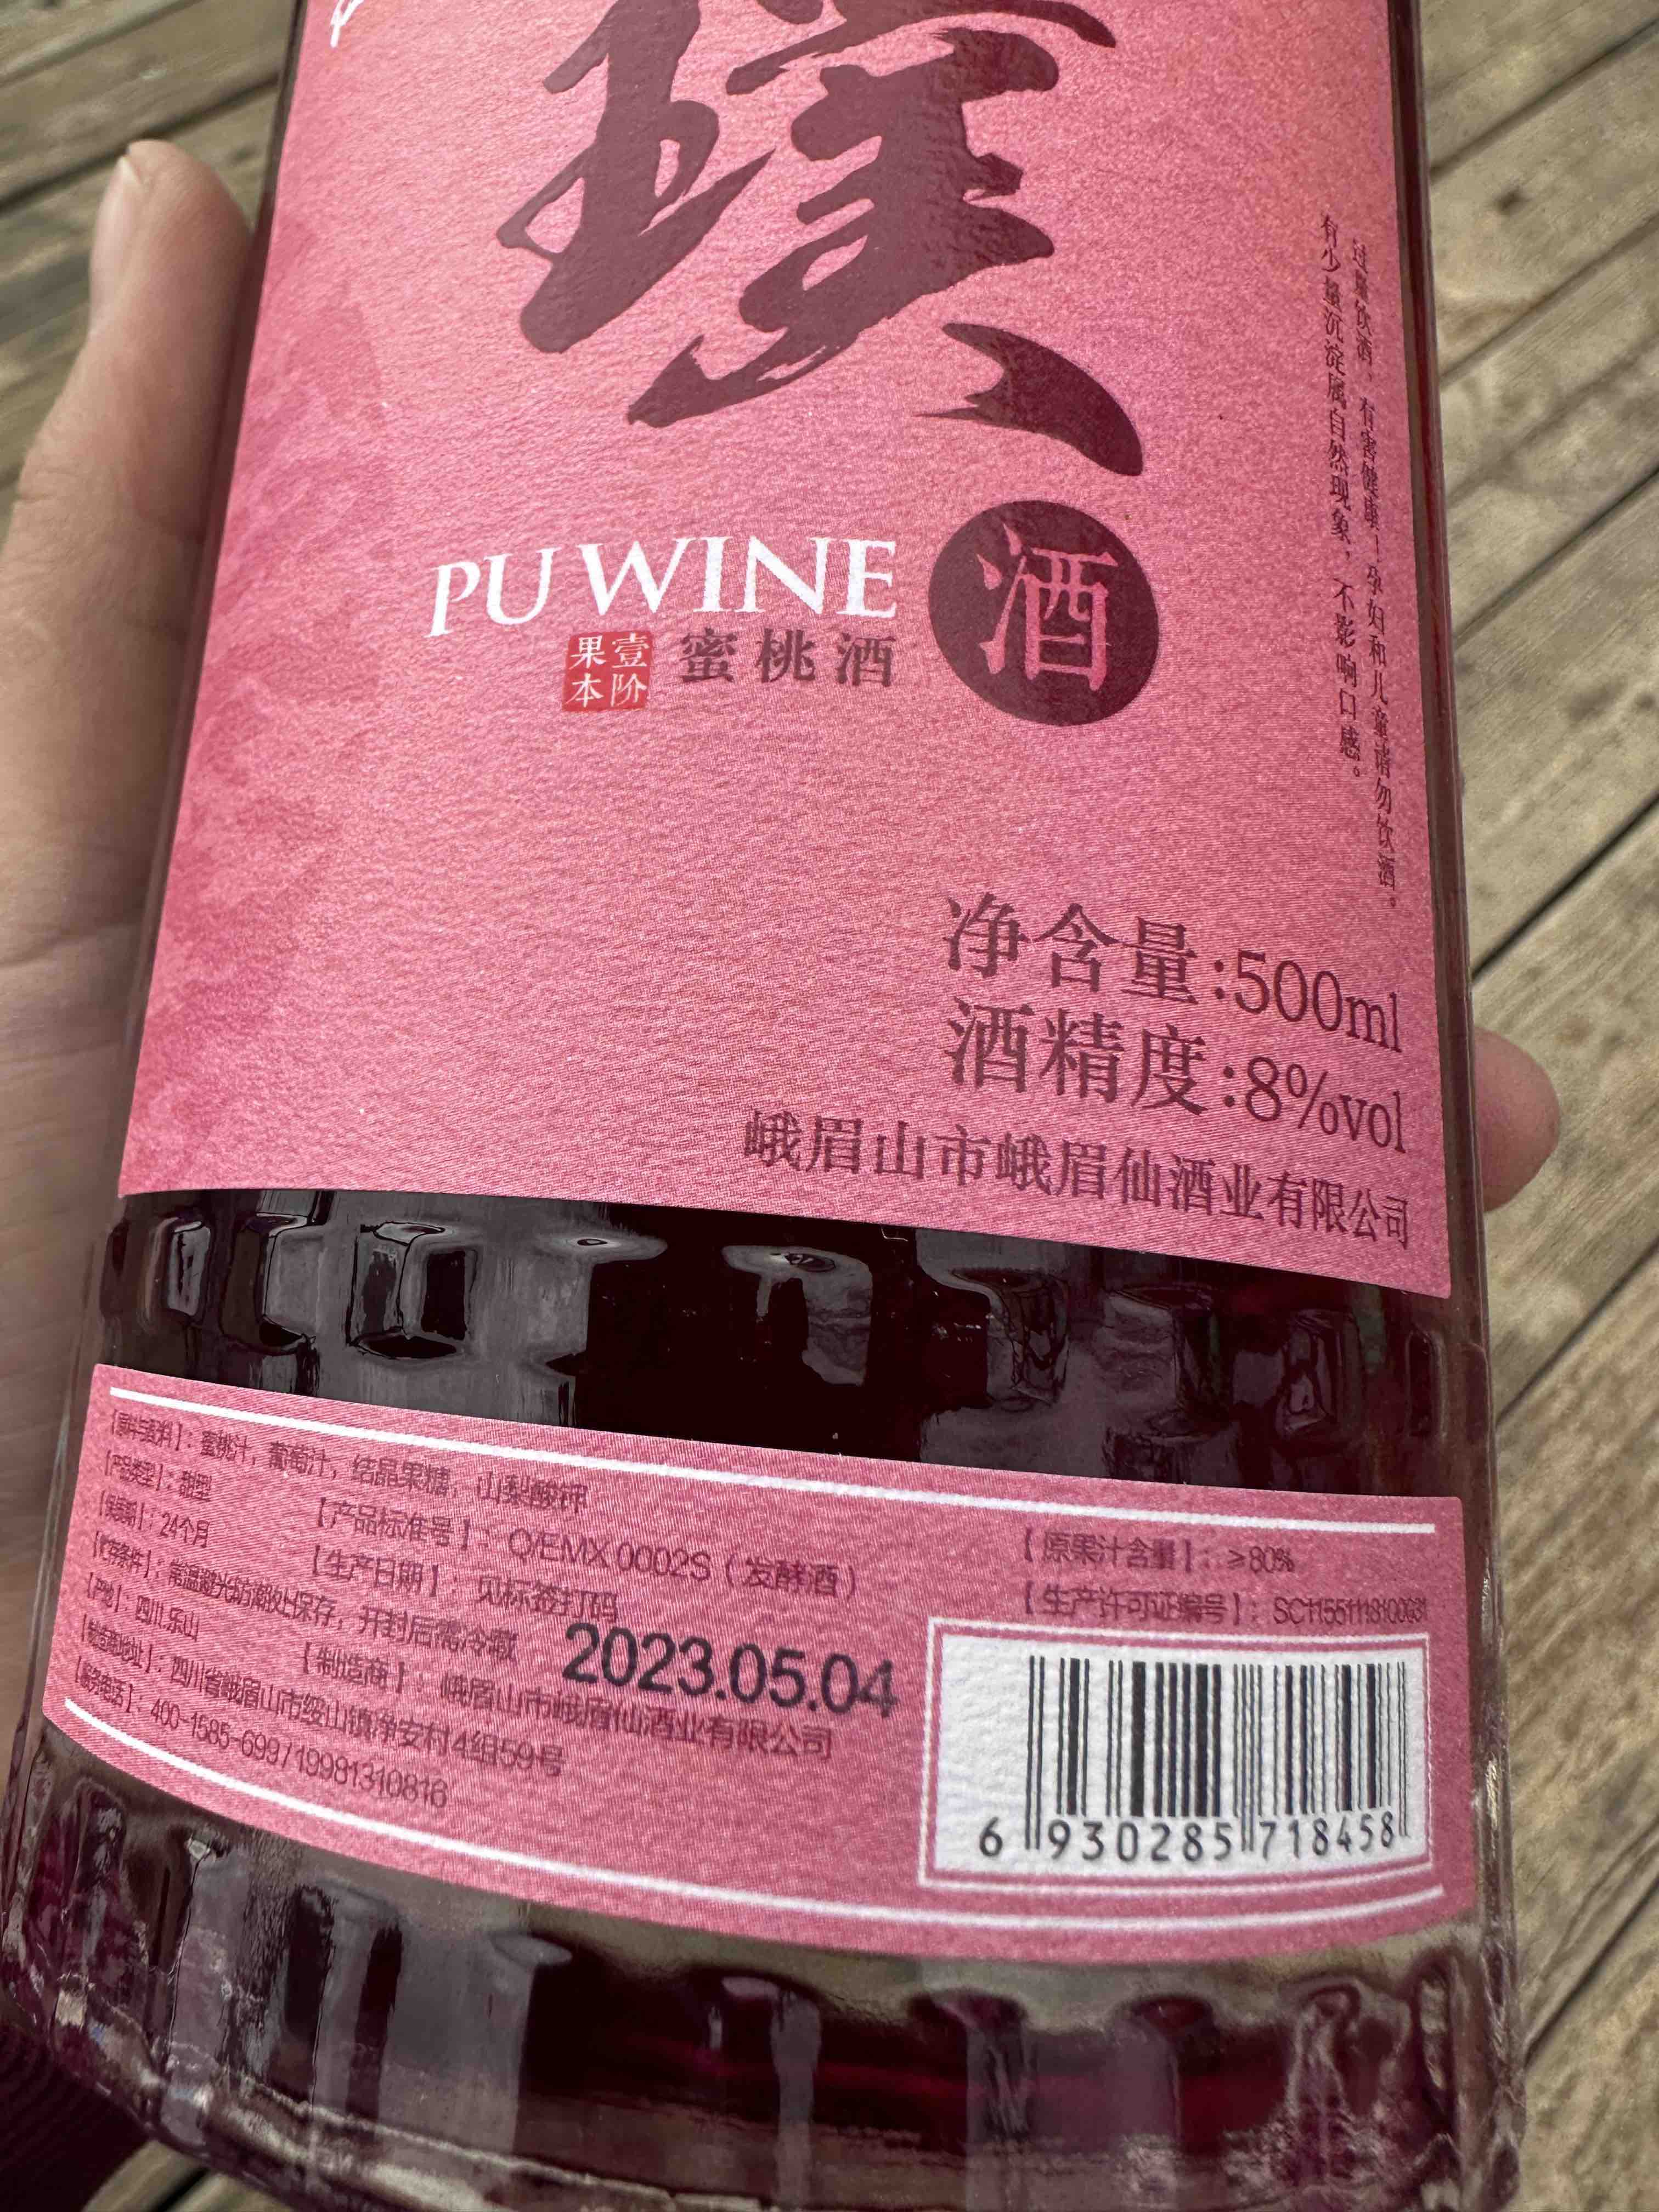 璞
PU WINE
酒
壹阶
果本
蜜桃酒
过量饮酒，有害健康！孕妇和儿童请勿饮酒。
有少量沉淀属自然现象，不影响口感。
净含量:500ml
酒精度:8%vol
峨眉山市峨眉仙酒业有限公司
【原料与配料】：蜜桃汁，葡萄汁，结晶果糖，山梨酸钾
【产品类型】：甜型 【产品标准号】：Q/EMX 0002S（发酵酒） 【原果汁含量】：≥80%
【保质期】：24个月 【生产日期】：见标签打码 【生产许可证编号】：
【贮存条件】：常温避光防潮处保存，开封后需冷藏
2023.05.04
【产地】：四川.乐山 【制造商】：峨眉山市峨眉仙酒业有限公司
【制造商地址】：四川省峨眉山市绥山镇净安村4组59号
【服务电话】：400-1585-699/19981310816
6 930285 718458